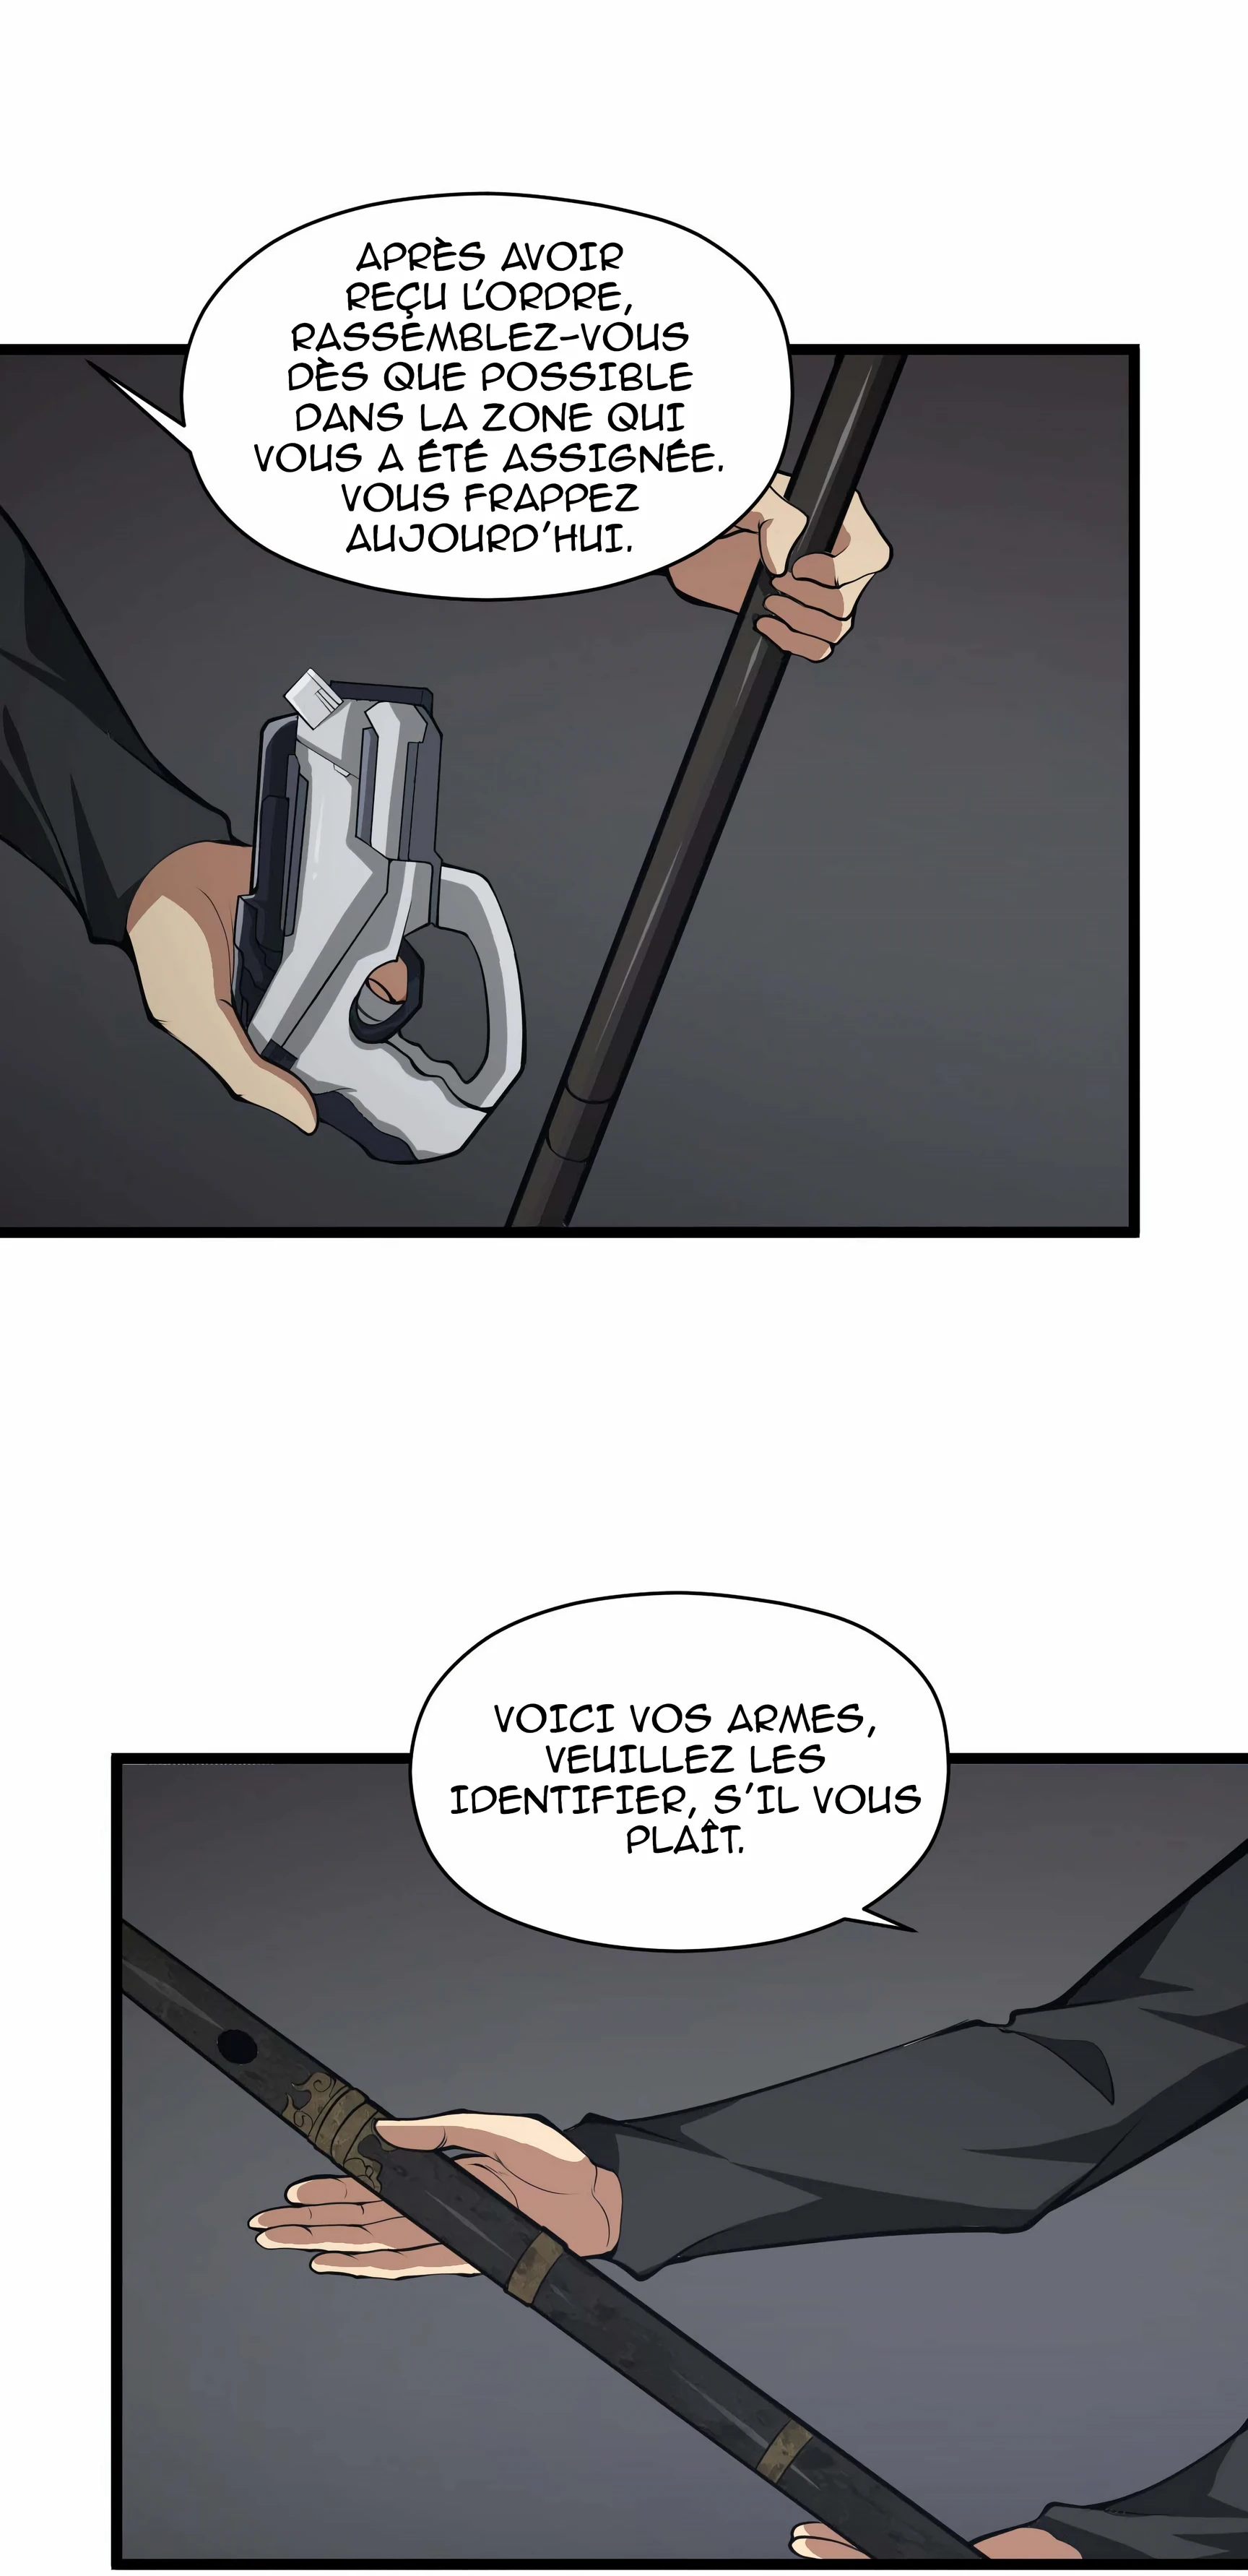 APRÈS AVOIR
REÇU L'ORDRE,
RASSEMBLEZ-VOUS
DÈS QUE POSSIBLE
DANS LA ZONE QUI
VOUS A ÉTÉ ASSIGNÉE.
VOUS FRAPPEZ
AUJOURD'HUI.
VOICI VOS ARMES,
VEUILLEZ LES
IDENTIFIER, S'IL VOUS
PLAÎT.